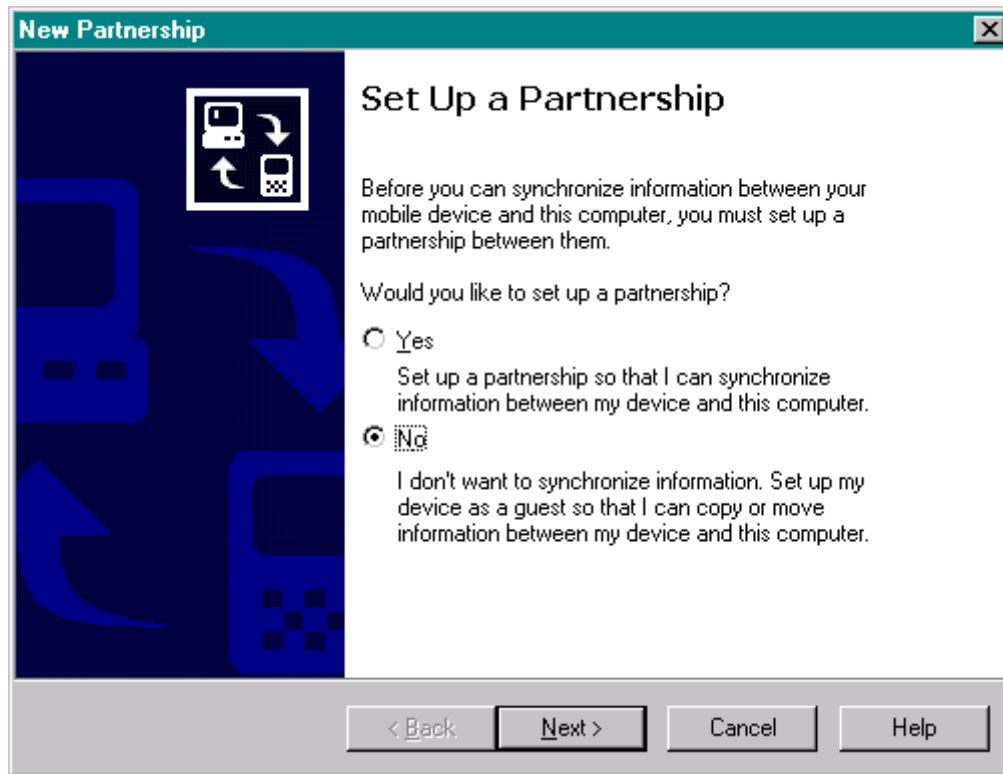 New Partnership
Set Up a Partnership
Before you can synchronize information between your
mobile device and this computer, you must set up a
partnership between them.
Would you like to set up a partnership?
Yes
Set up a partnership so that I can synchronize
information between my device and this computer.
No
I don't want to synchronize information. Set up my
device as a guest so that I can copy or move
information between my device and this computer.
< Back
Next >
Cancel
Help